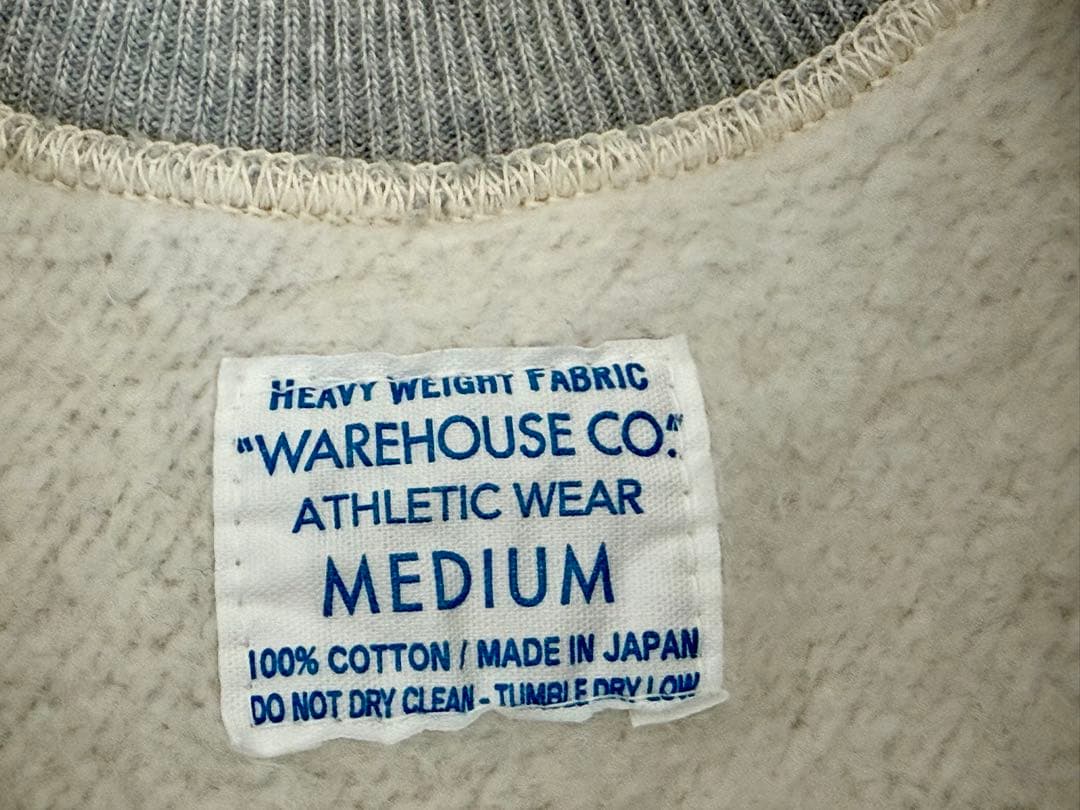 HEAVY WEIGHT FABRIC
"WAREHOUSE CO."
ATHLETIC WEAR
MEDIUM
100% COTTON / MADE IN JAPAN
DO NOT DRY CLEAN - TUMBLE DRY LOW